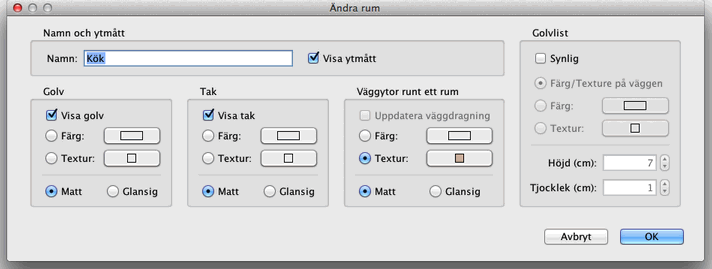 Ändra rum
Namn och ytmått
Namn: Kök
Visa ytmått
Golv
Visa golv
Färg:
Textur:
Matt Glansig
Tak
Visa tak
Färg:
Textur:
Matt Glansig
Väggytor runt ett rum
Uppdatera väggdragning
Färg:
Textur:
Matt Glansig
Golvlist
Synlig
Färg/Texture på väggen
Färg:
Textur:
Höjd (cm): 7
Tjocklek (cm): 1
Avbryt OK